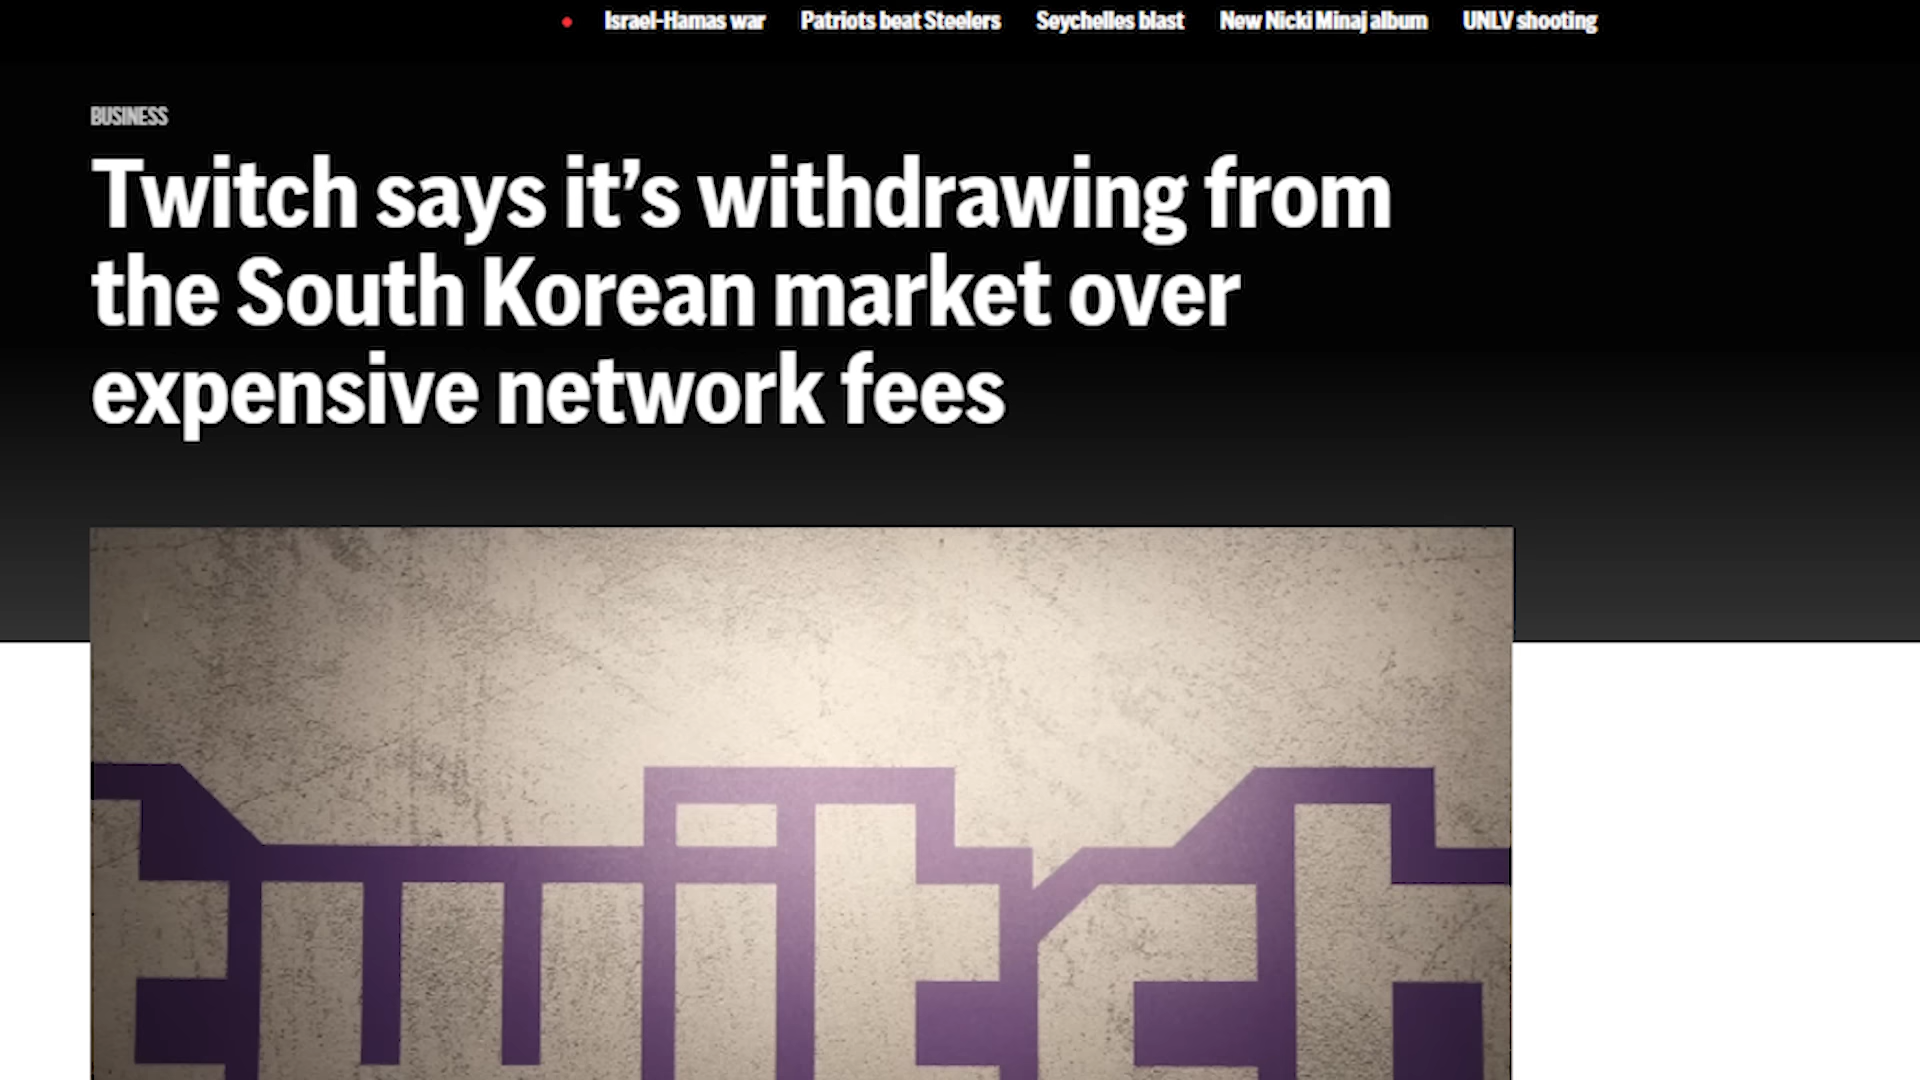 Israel-Hamas war Patriots beat Steelers Seychelles blast New Nicki Minaj album UNLV shooting
BUSINESS
Twitch says it’s withdrawing from
the South Korean market over
expensive network fees
twitch